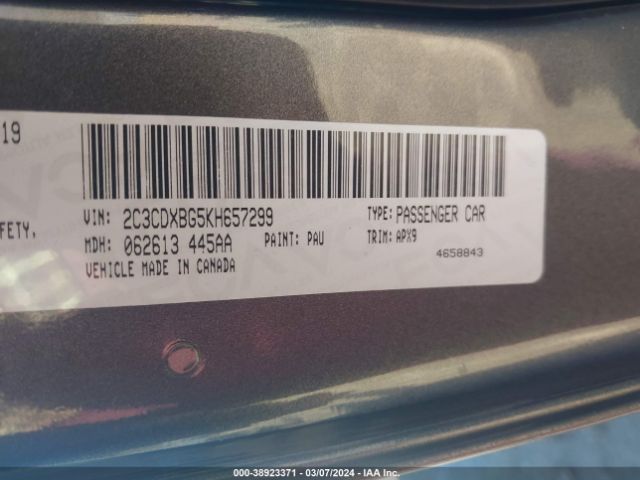 19
FETY.
VIN: 2C3CDXBG5KH657299 TYPE: PASSENGER CAR
MDH: 062613 445AA PAINT: PAU TRIM: APX9
VEHICLE MADE IN CANADA 4658843
000-38923371 - 03/07/2024 - IAA Inc.